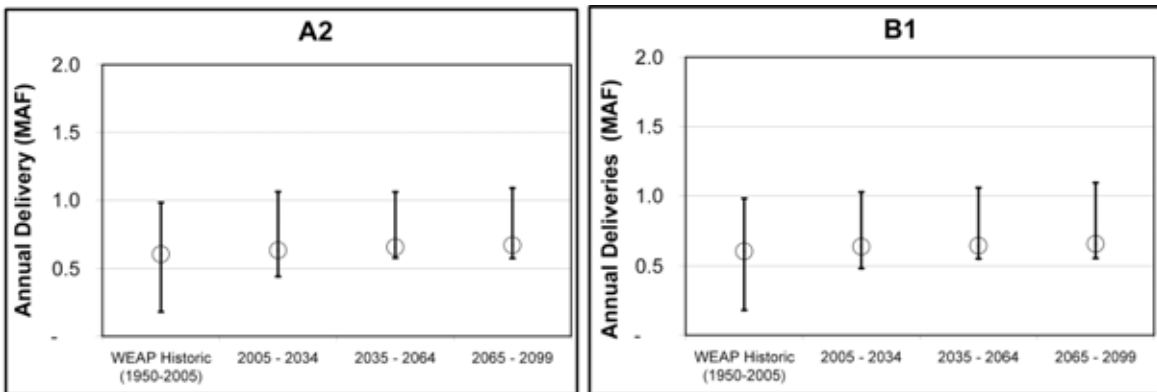 A2
Annual Delivery (MAF)
2.0
1.5
1.0
0.5
-
WEAP Historic
(1950-2005)
2005 - 2034
2035 - 2064
2065 - 2099
B1
Annual Deliveries (MAF)
2.0
1.5
1.0
0.5
-
WEAP Historic
(1950-2005)
2005 - 2034
2035 - 2064
2065 - 2099